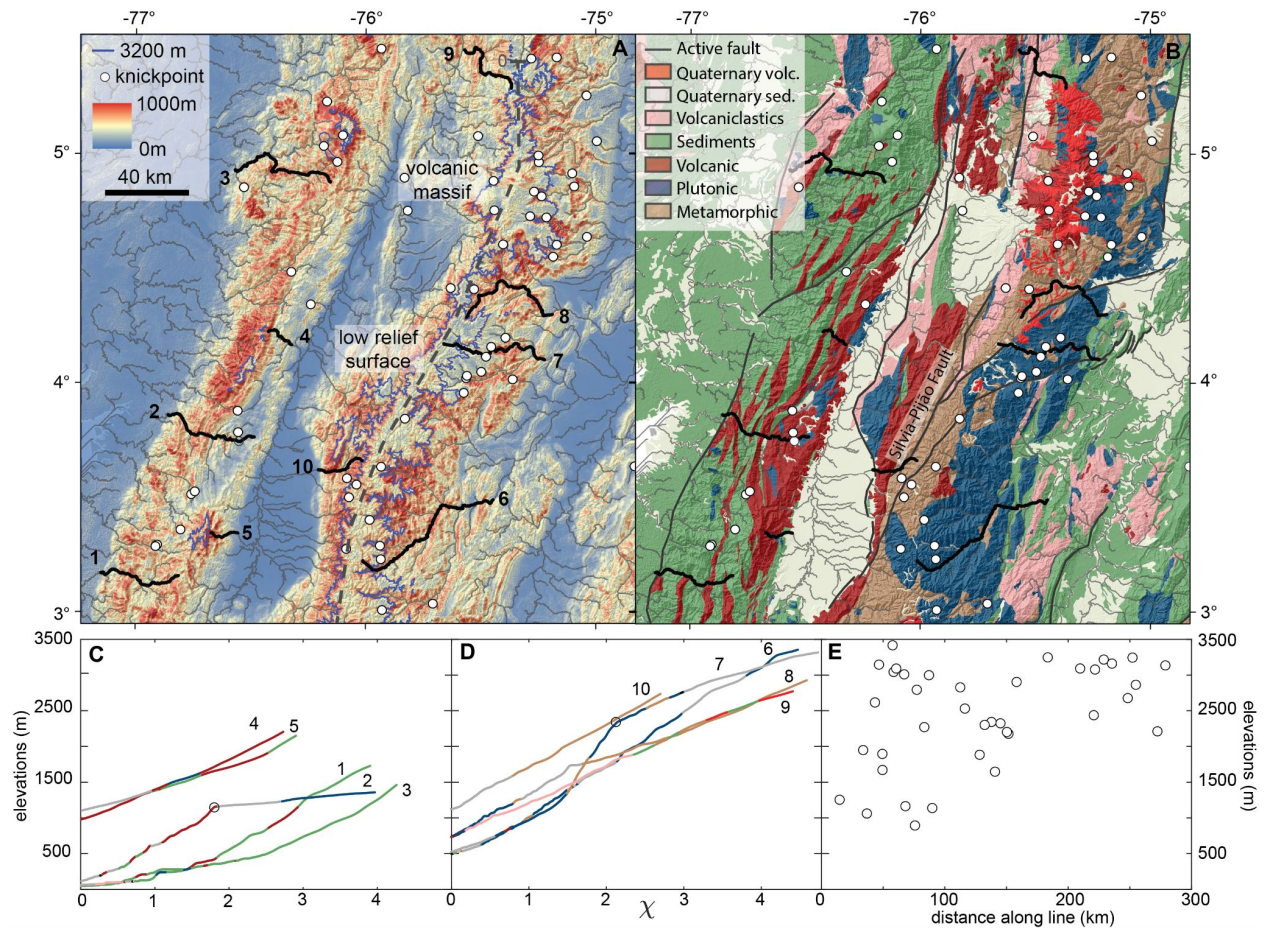 -77°
-76°
-75°
-77°
-76°
-75°
3200 m
knickpoint
1000m
0m
40 km
9
0
A
volcanic
massif
5°
3
4
8
low relief
surface
7
4°
2
10
6
5
1
3°
Active fault
Quaternary volc.
Quaternary sed.
Volcaniclastics
Sediments
Volcanic
Plutonic
Metamorphic
B
5°
Silvia-Pijão Fault
4°
3°
3500
C
4
5
1
2
3
2500
1500
500
elevations (m)
0
1
2
3
4
D
6
7
8
10
9
0
1
2
3
4
χ
E
3500
2500
1500
500
elevations (m)
0
100
200
300
distance along line (km)